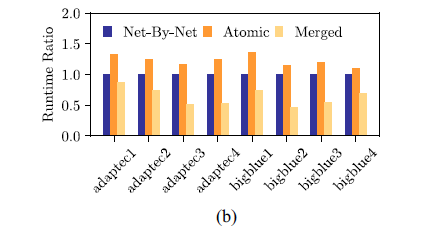 2.0
Net-By-Net Atomic Merged
1.5
1.0
0.5
0.0
Runtime Ratio
adaptec1
adaptec2
adaptec3
adaptec4
bigblue1
bigblue2
bigblue3
bigblue4
(b)